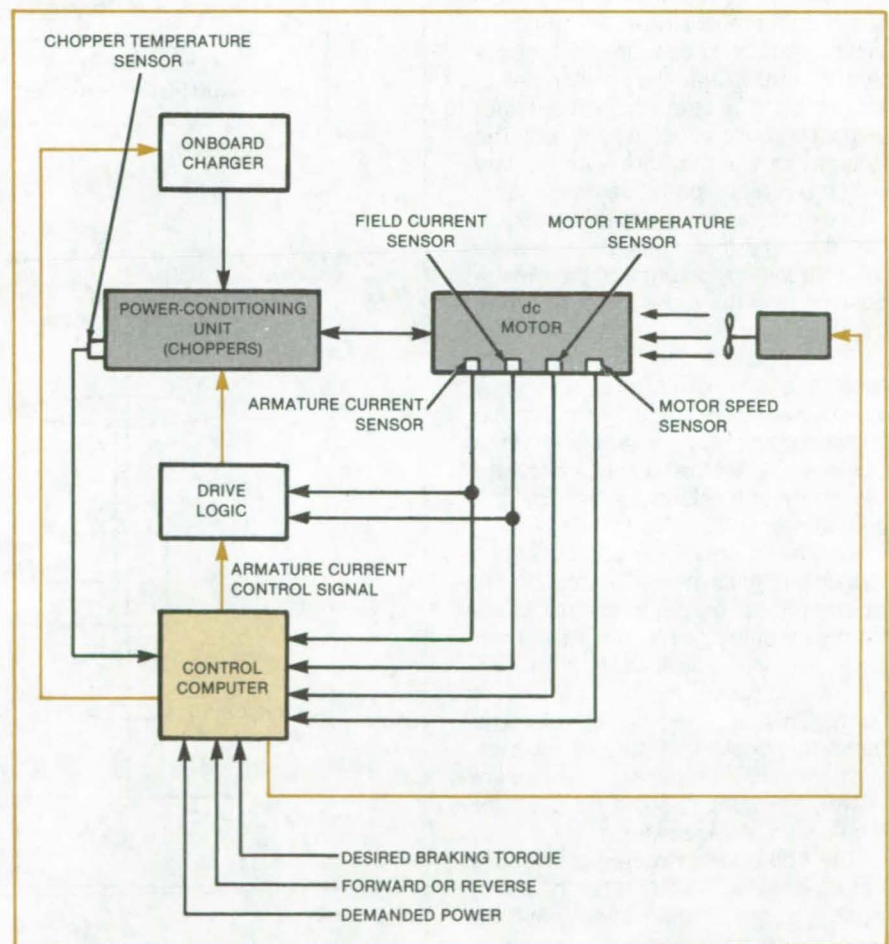 CHOPPER TEMPERATURE
SENSOR
ONBOARD
CHARGER
FIELD CURRENT
SENSOR
MOTOR TEMPERATURE
SENSOR
POWER-CONDITIONING
UNIT
(CHOPPERS)
dc
MOTOR
ARMATURE CURRENT
SENSOR
MOTOR SPEED
SENSOR
DRIVE
LOGIC
ARMATURE CURRENT
CONTROL SIGNAL
CONTROL
COMPUTER
DESIRED BRAKING TORQUE
FORWARD OR REVERSE
DEMANDED POWER